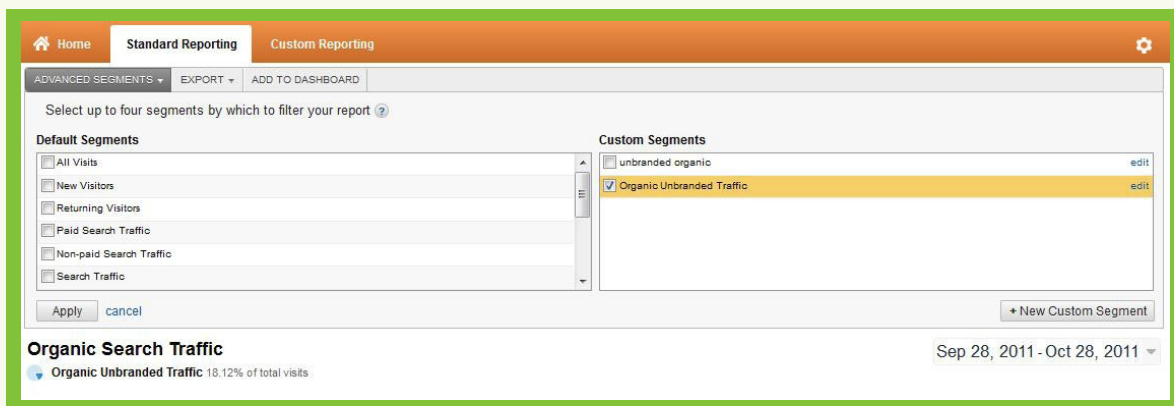 Home Standard Reporting Custom Reporting
ADVANCED SEGMENTS EXPORT ADD TO DASHBOARD
Select up to four segments by which to filter your report ?
Default Segments
All Visits
New Visitors
Returning Visitors
Paid Search Traffic
Non-paid Search Traffic
Search Traffic
Custom Segments
unbranded organic edit
Organic Unbranded Traffic edit
Apply cancel
+ New Custom Segment
Organic Search Traffic
Sep 28, 2011 - Oct 28, 2011
Organic Unbranded Traffic 18.12% of total visits